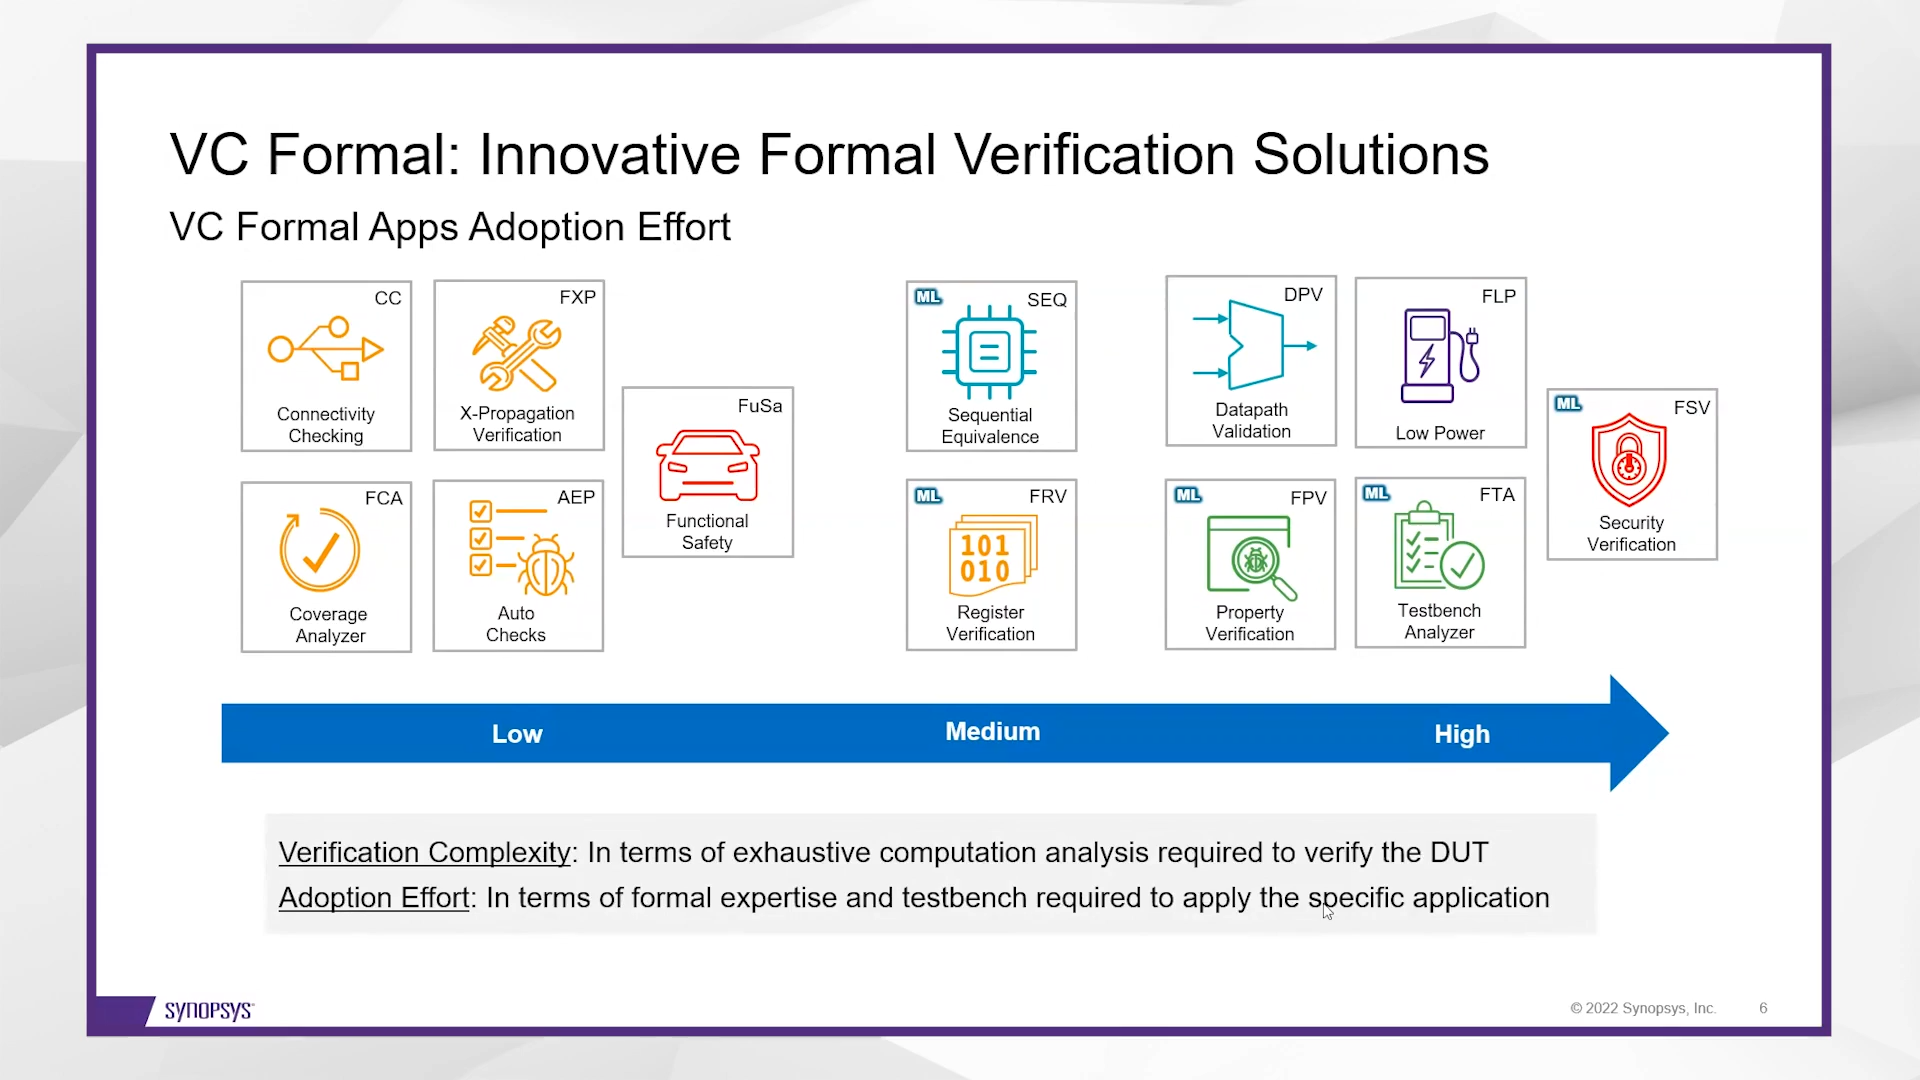 VC Formal: Innovative Formal Verification Solutions
VC Formal Apps Adoption Effort
CC
Connectivity
Checking
FXP
X-Propagation
Verification
FCA
Coverage
Analyzer
AEP
Auto
Checks
FuSa
Functional
Safety
ML
SEQ
Sequential
Equivalence
ML
FRV
101
010
Register
Verification
DPV
Datapath
Validation
FLP
Low Power
ML
FPV
Property
Verification
ML
FTA
Testbench
Analyzer
ML
FSV
Security
Verification
Low
Medium
High
Verification Complexity: In terms of exhaustive computation analysis required to verify the DUT
Adoption Effort: In terms of formal expertise and testbench required to apply the specific application
SYNOPSYS
© 2022 Synopsys, Inc.
6